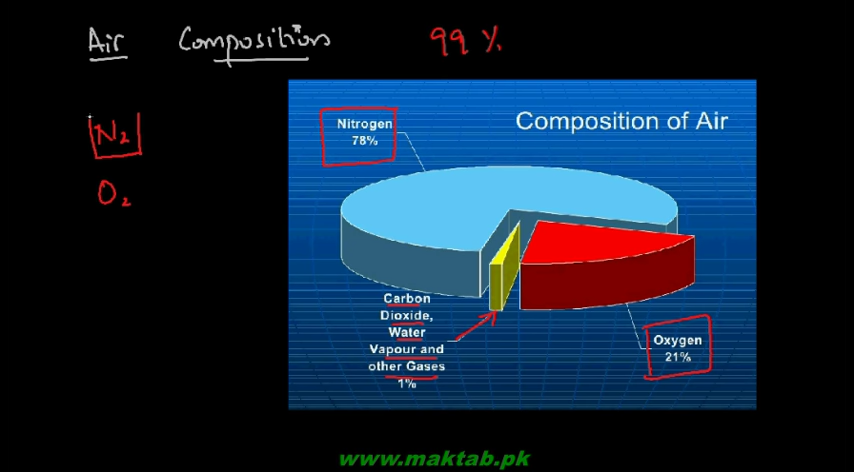 Air Composition 99 %
N₂
O₂
Composition of Air
Nitrogen
78%
Carbon
Dioxide,
Water
Vapour and
other Gases
1%
Oxygen
21%
www.maktab.pk